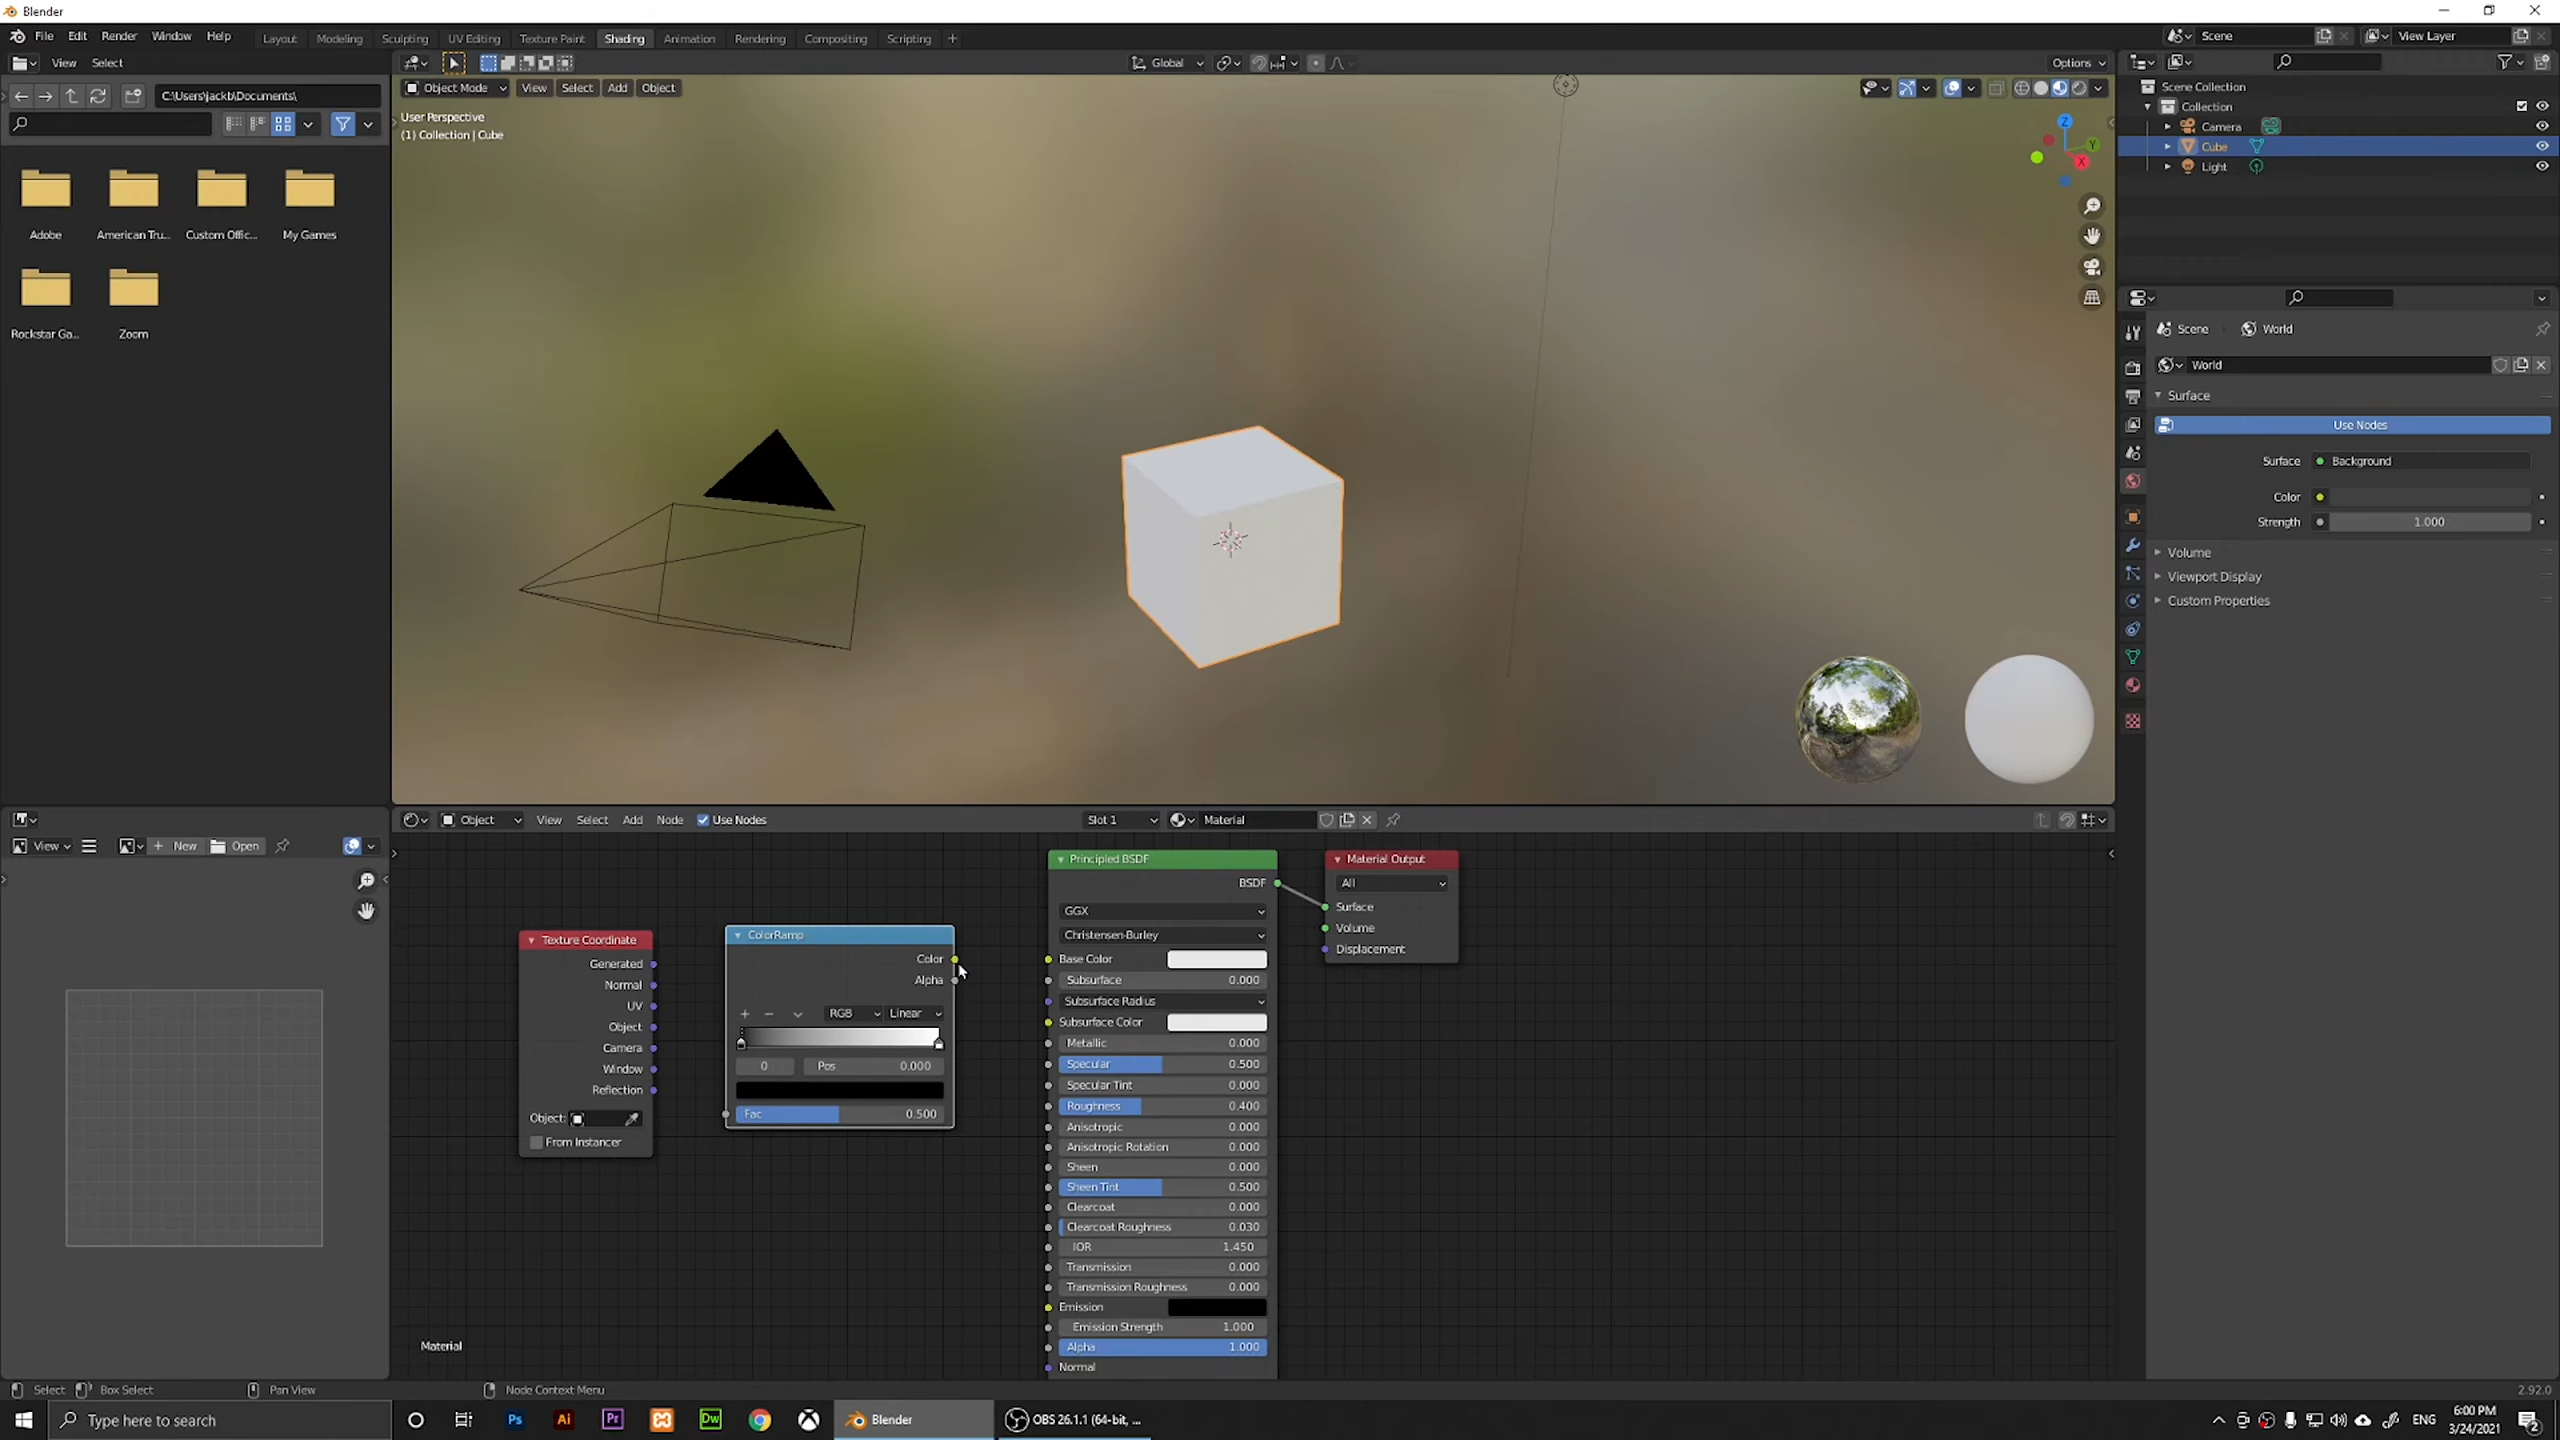 Blender
File Edit Render Window Help
Layout Modeling Sculpting UV Editing Texture Paint Shading Animation Rendering Compositing Scripting +
Scene
View Layer
View Select
Global
Options
C:\Users\jackb\Documents\
Adobe
American Tru...
Custom Offic...
My Games
Rockstar Ga...
Zoom
Object Mode View Select Add Object
User Perspective
(1) Collection | Cube
Z
Y
X
Scene Collection
Collection
Camera
Cube
Light
Scene World
World
Surface
Use Nodes
Surface Background
Color
Strength 1.000
Volume
Viewport Display
Custom Properties
View New Open
Object View Select Add Node Use Nodes
Slot 1 Material
Texture Coordinate
Generated
Normal
UV
Object
Camera
Window
Reflection
Object:
From Instancer
ColorRamp
Color
Alpha
RGB Linear
0 Pos 0.000
Fac 0.500
Principled BSDF
BSDF
GGX
Christensen-Burley
Base Color
Subsurface 0.000
Subsurface Radius
Subsurface Color
Metallic 0.000
Specular 0.500
Specular Tint 0.000
Roughness 0.400
Anisotropic 0.000
Anisotropic Rotation 0.000
Sheen 0.000
Sheen Tint 0.500
Clearcoat 0.000
Clearcoat Roughness 0.030
IOR 1.450
Transmission 0.000
Transmission Roughness 0.000
Emission
Emission Strength 1.000
Alpha 1.000
Normal
Material Output
All
Surface
Volume
Displacement
Material
Select Box Select Pan View Node Context Menu
2.92.0
Type here to search
Ps
Ai
Pr
Dw
Blender
OBS 26.1.1 (64-bit, ...
ENG
6:00 PM
3/24/2021
2